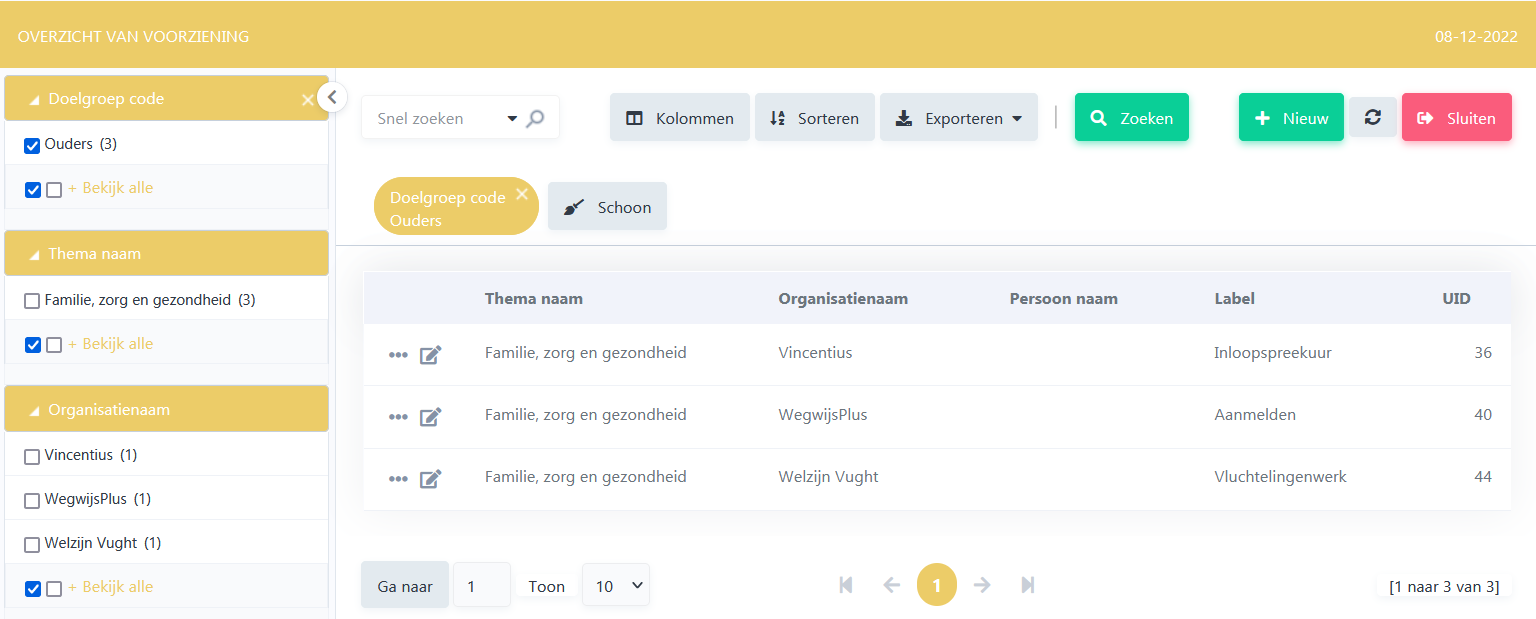 OVERZICHT VAN VOORZIENING
08-12-2022
Doelgroep code
Ouders (3)
+ Bekijk alle
Thema naam
Familie, zorg en gezondheid (3)
+ Bekijk alle
Organisatienaam
Vincentius (1)
WegwijsPlus (1)
Welzijn Vught (1)
+ Bekijk alle
Snel zoeken
Kolommen
Sorteren
Exporteren
Zoeken
Nieuw
Sluiten
Doelgroep code
Ouders
Schoon
Thema naam Organisatienaam Persoon naam Label UID
Familie, zorg en gezondheid Vincentius Inloopspreekuur 36
Familie, zorg en gezondheid WegwijsPlus Aanmelden 40
Familie, zorg en gezondheid Welzijn Vught Vluchtelingenwerk 44
Ga naar 1 Toon 10 1 [1 naar 3 van 3]